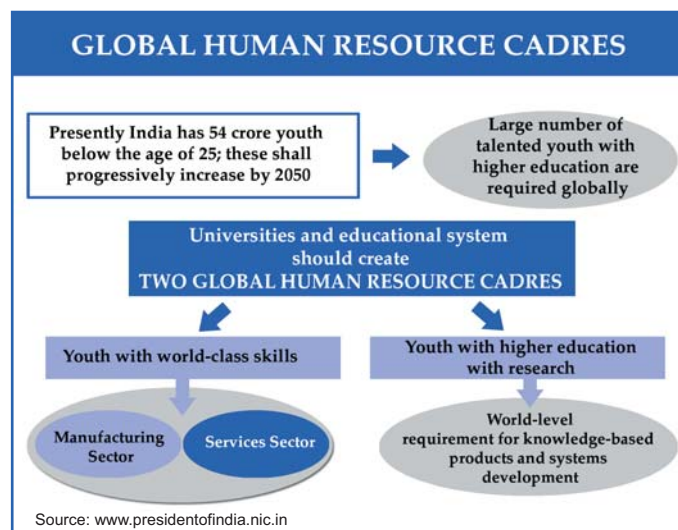 GLOBAL HUMAN RESOURCE CADRES
Presently India has 54 crore youth
below the age of 25; these shall
progressively increase by 2050
Large number of
talented youth with
higher education are
required globally
Universities and educational system
should create
TWO GLOBAL HUMAN RESOURCE CADRES
Youth with world-class skills
Youth with higher education
with research
Manufacturing
Sector
Services Sector
World-level
requirement for knowledge-based
products and systems
development
Source: www.presidentofindia.nic.in